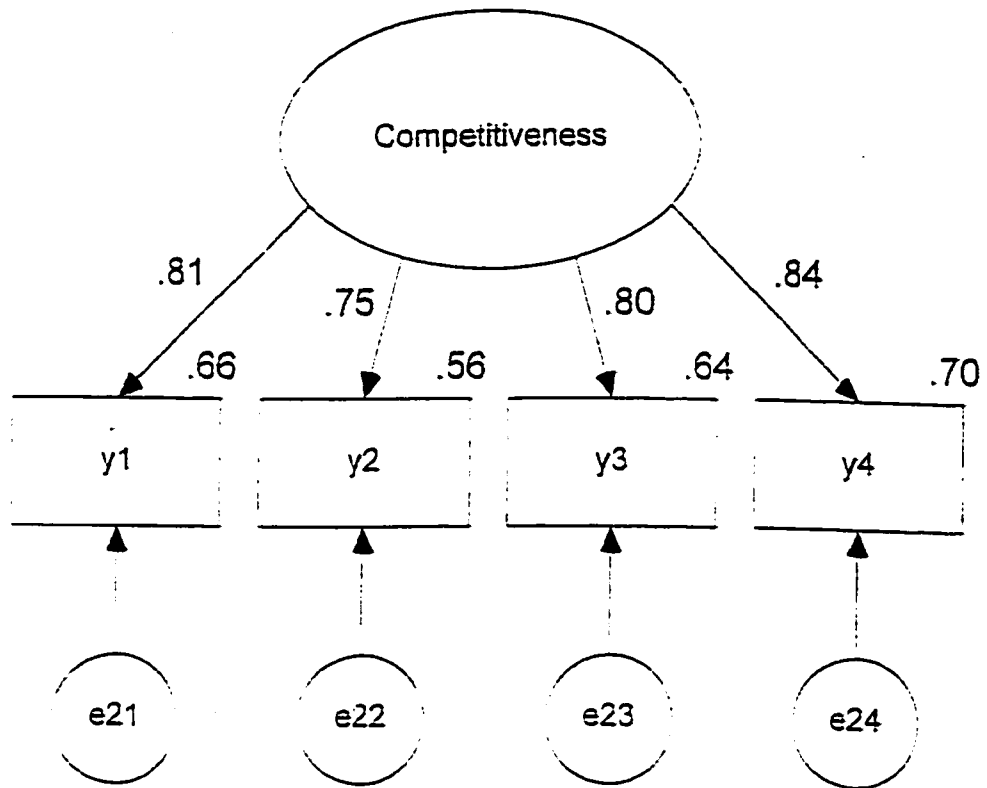 Competitiveness
.81
.75
.80
.84
.66
.56
.64
.70
y1
y2
y3
y4
e21
e22
e23
e24